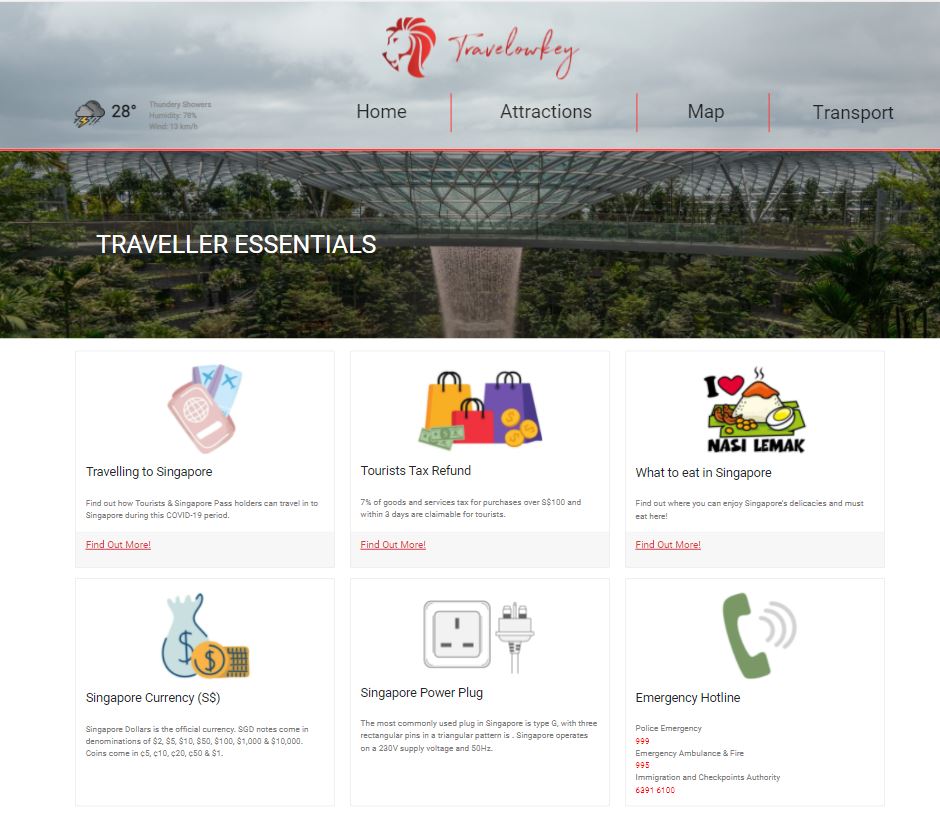 Travelowkey
28°
Thundery Showers
Humidity: 78%
Wind: 13 km/h
Home
Attractions
Map
Transport
TRAVELLER ESSENTIALS
Travelling to Singapore
Find out how Tourists & Singapore Pass holders can travel in to
Singapore during this COVID-19 period.
Find Out More!
Tourists Tax Refund
7% of goods and services tax for purchases over S$100 and
within 3 days are claimable for tourists.
Find Out More!
I
NASI LEMAK
What to eat in Singapore
Find out where you can enjoy Singapore's delicacies and must
eat here!
Find Out More!
$
$
Singapore Currency (S$)
Singapore Dollars is the official currency. SGD notes come in
denominations of $2, $5, $10, $50, $100, $1,000 & $10,000.
Coins come in ¢5, ¢10, ¢20, ¢50 & $1.
Singapore Power Plug
The most commonly used plug in Singapore is type G, with three
rectangular pins in a triangular pattern is . Singapore operates
on a 230V supply voltage and 50Hz.
Emergency Hotline
Police Emergency
999
Emergency Ambulance & Fire
995
Immigration and Checkpoints Authority
6391 6100